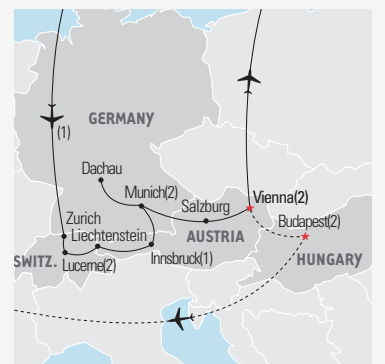 (1)
GERMANY
Dachau
Munich(2)
Salzburg
Vienna(2)
Zurich
Budapest(2)
Liechtenstein
AUSTRIA
SWITZ.
Lucerne(2)
Innsbruck(1)
HUNGARY